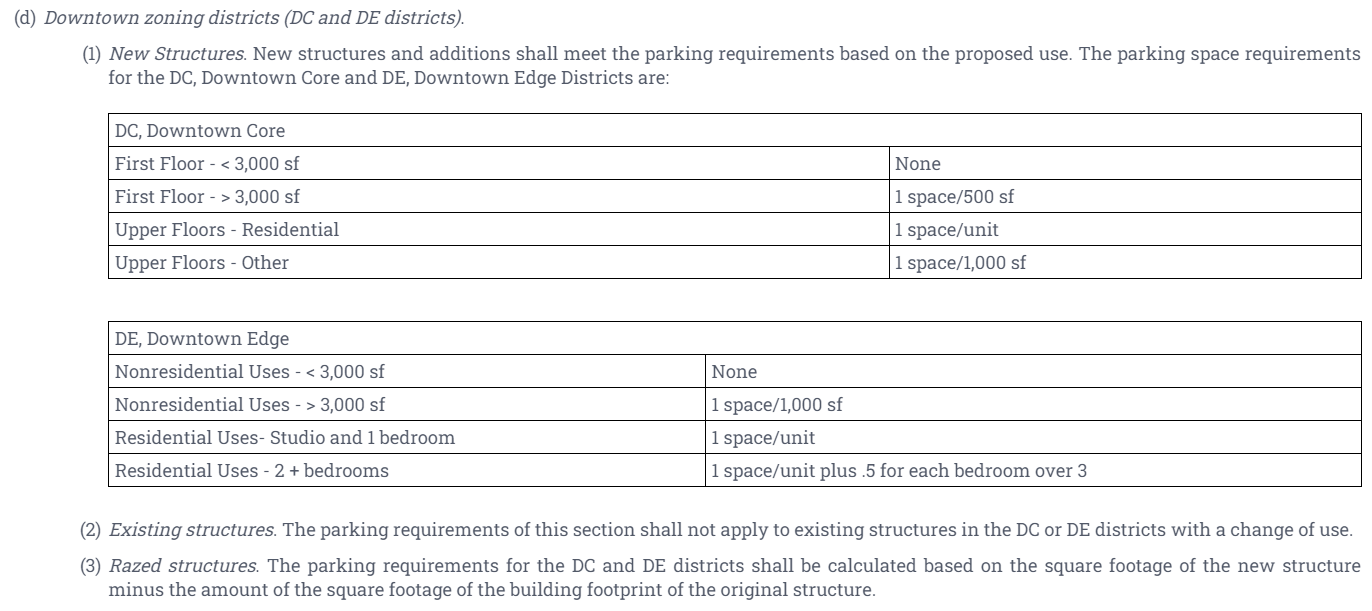 (d) Downtown zoning districts (DC and DE districts).
(1) New Structures. New structures and additions shall meet the parking requirements based on the proposed use. The parking space requirements
for the DC, Downtown Core and DE, Downtown Edge Districts are:
DC, Downtown Core
First Floor - < 3,000 sf None
First Floor - > 3,000 sf 1 space/500 sf
Upper Floors - Residential 1 space/unit
Upper Floors - Other 1 space/1,000 sf
DE, Downtown Edge
Nonresidential Uses - < 3,000 sf None
Nonresidential Uses - > 3,000 sf 1 space/1,000 sf
Residential Uses- Studio and 1 bedroom 1 space/unit
Residential Uses - 2 + bedrooms 1 space/unit plus .5 for each bedroom over 3
(2) Existing structures. The parking requirements of this section shall not apply to existing structures in the DC or DE districts with a change of use.
(3) Razed structures. The parking requirements for the DC and DE districts shall be calculated based on the square footage of the new structure
minus the amount of the square footage of the building footprint of the original structure.